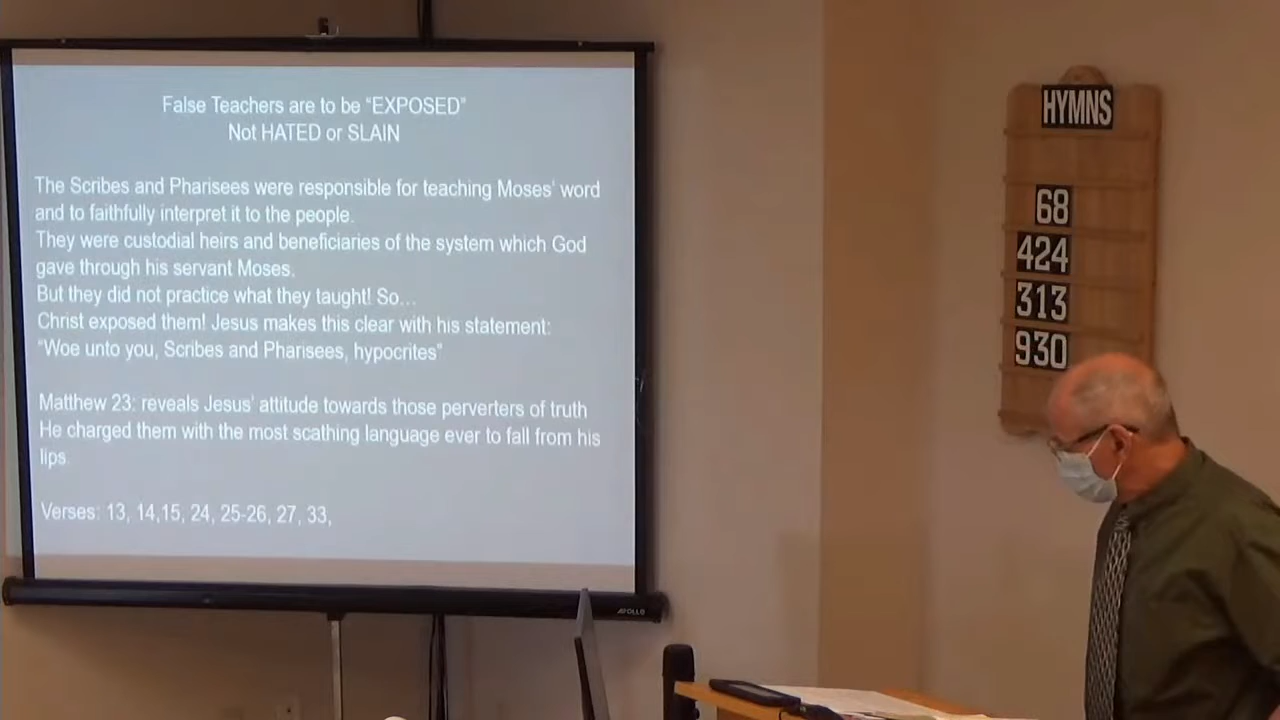 False Teachers are to be “EXPOSED”
Not HATED or SLAIN
The Scribes and Pharisees were responsible for teaching Moses' word
and to faithfully interpret it to the people.
They were custodial heirs and beneficiaries of the system which God
gave through his servant Moses.
But they did not practice what they taught! So...
Christ exposed them! Jesus makes this clear with his statement:
“Woe unto you, Scribes and Pharisees, hypocrites”
Matthew 23: reveals Jesus' attitude towards those perverters of truth
He charged them with the most scathing language ever to fall from his
lips.
Verses: 13, 14,15, 24, 25-26, 27, 33,
APOLLO
HYMNS
68
424
313
930